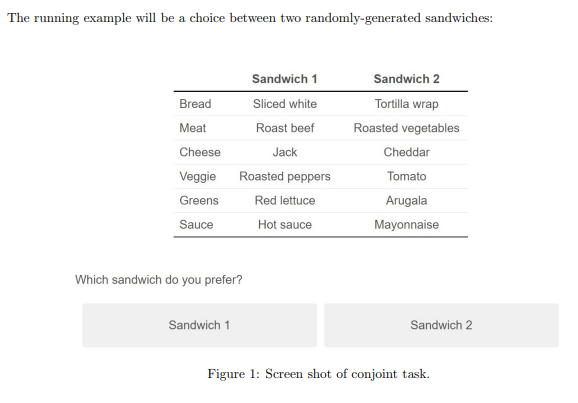 The running example will be a choice between two randomly-generated sandwiches:
Sandwich 1 Sandwich 2
Bread Sliced white Tortilla wrap
Meat Roast beef Roasted vegetables
Cheese Jack Cheddar
Veggie Roasted peppers Tomato
Greens Red lettuce Arugala
Sauce Hot sauce Mayonnaise
Which sandwich do you prefer?
Sandwich 1 Sandwich 2
Figure 1: Screen shot of conjoint task.